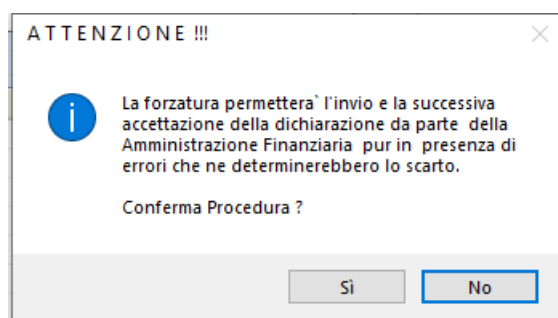 ATTENZIONE !!!
La forzatura permettera` l'invio e la successiva
accettazione della dichiarazione da parte della
Amministrazione Finanziaria pur in presenza di
errori che ne determinerebbero lo scarto.
Conferma Procedura ?
Sì
No